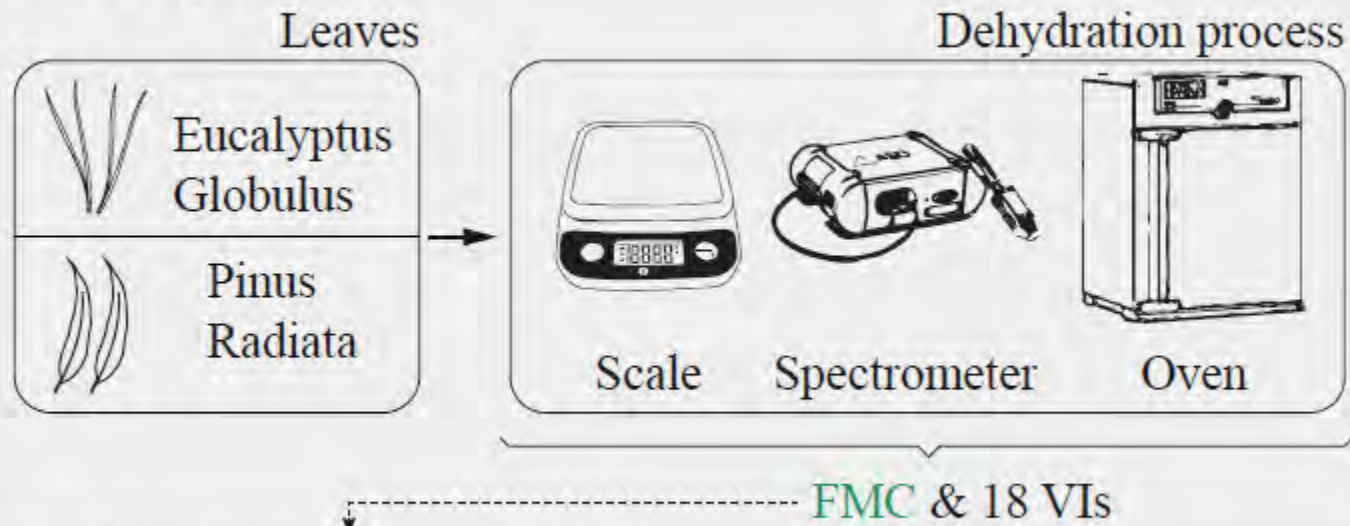 Leaves
Eucalyptus
Globulus
Pinus
Radiata
Dehydration process
Scale
Spectrometer
Oven
FMC & 18 VIs